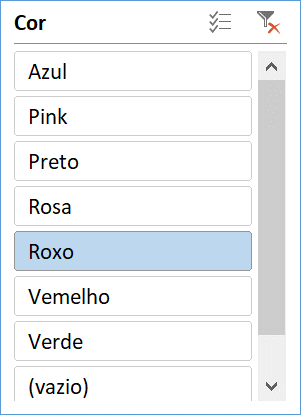 Cor
Azul
Pink
Preto
Rosa
Roxo
Vemelho
Verde
(vazio)